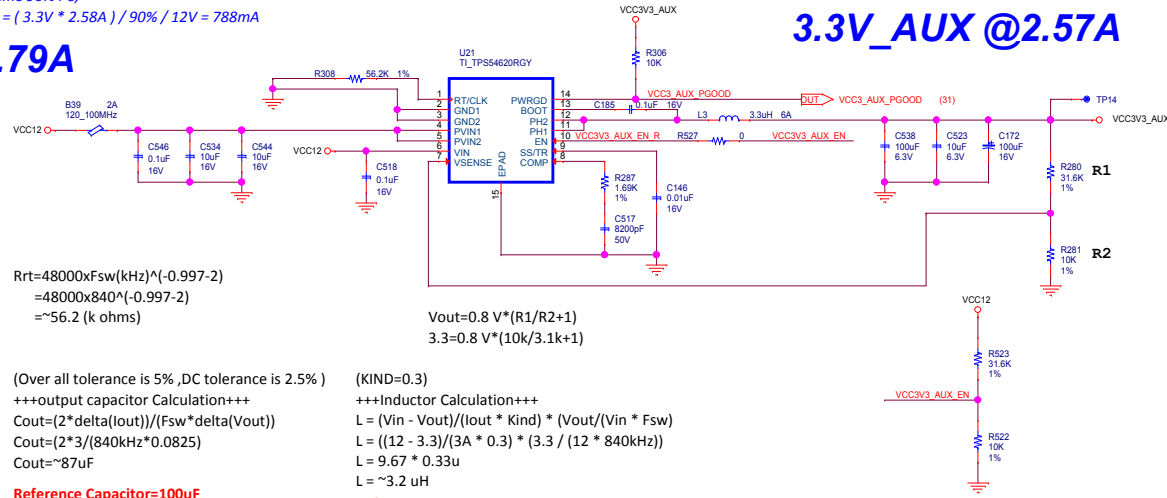 = ( 3.3V * 2.58A ) / 90% / 12V = 788mA
.79A
3.3V_AUX @2.57A
VCC3V3_AUX
R306
10K
U21
TI_TPS54620RGY
R308 56.2K 1%
B39 2A
120_100MHz
VCC12
C546
0.1uF
16V
C534
10uF
16V
C544
10uF
16V
VCC12
C518
0.1uF
16V
1 RT/CLK
2 GND1
3 GND2
4 PVIN1
5 PVIN2
6 VIN
7 VSENSE
EPAD
15
PWRGD 14
BOOT 13
PH2 12
PH1 11
EN 10
SS/TR 9
COMP 8
VCC3_AUX_PGOOD
OUT VCC3_AUX_PGOOD (31)
C185 0.1uF 16V
L3 3.3uH 6A
VCC3V3_AUX_EN_R R527 0 VCC3V3_AUX_EN
R287
1.69K
1%
C146
0.01uF
16V
C517
8200pF
50V
C538
100uF
6.3V
C523
10uF
6.3V
C172
100uF
16V
TP14
VCC3V3_AUX
R280
31.6K
1%
R1
R281
10K
1%
R2
Rrt=48000xFsw(kHz)^(-0.997-2)
=48000x840^(-0.997-2)
=~56.2 (k ohms)
Vout=0.8 V*(R1/R2+1)
3.3=0.8 V*(10k/3.1k+1)
VCC12
R523
31.6K
1%
VCC3V3_AUX_EN
R522
10K
1%
(Over all tolerance is 5% ,DC tolerance is 2.5% )
+++output capacitor Calculation+++
Cout=(2*delta(Iout))/(Fsw*delta(Vout))
Cout=(2*3/(840kHz*0.0825)
Cout=~87uF
Reference Capacitor=100uF
(KIND=0.3)
+++Inductor Calculation+++
L = (Vin - Vout)/(Iout * Kind) * (Vout/(Vin * Fsw)
L = ((12 - 3.3)/(3A * 0.3) * (3.3 / (12 * 840kHz))
L = 9.67 * 0.33u
L = ~3.2 uH